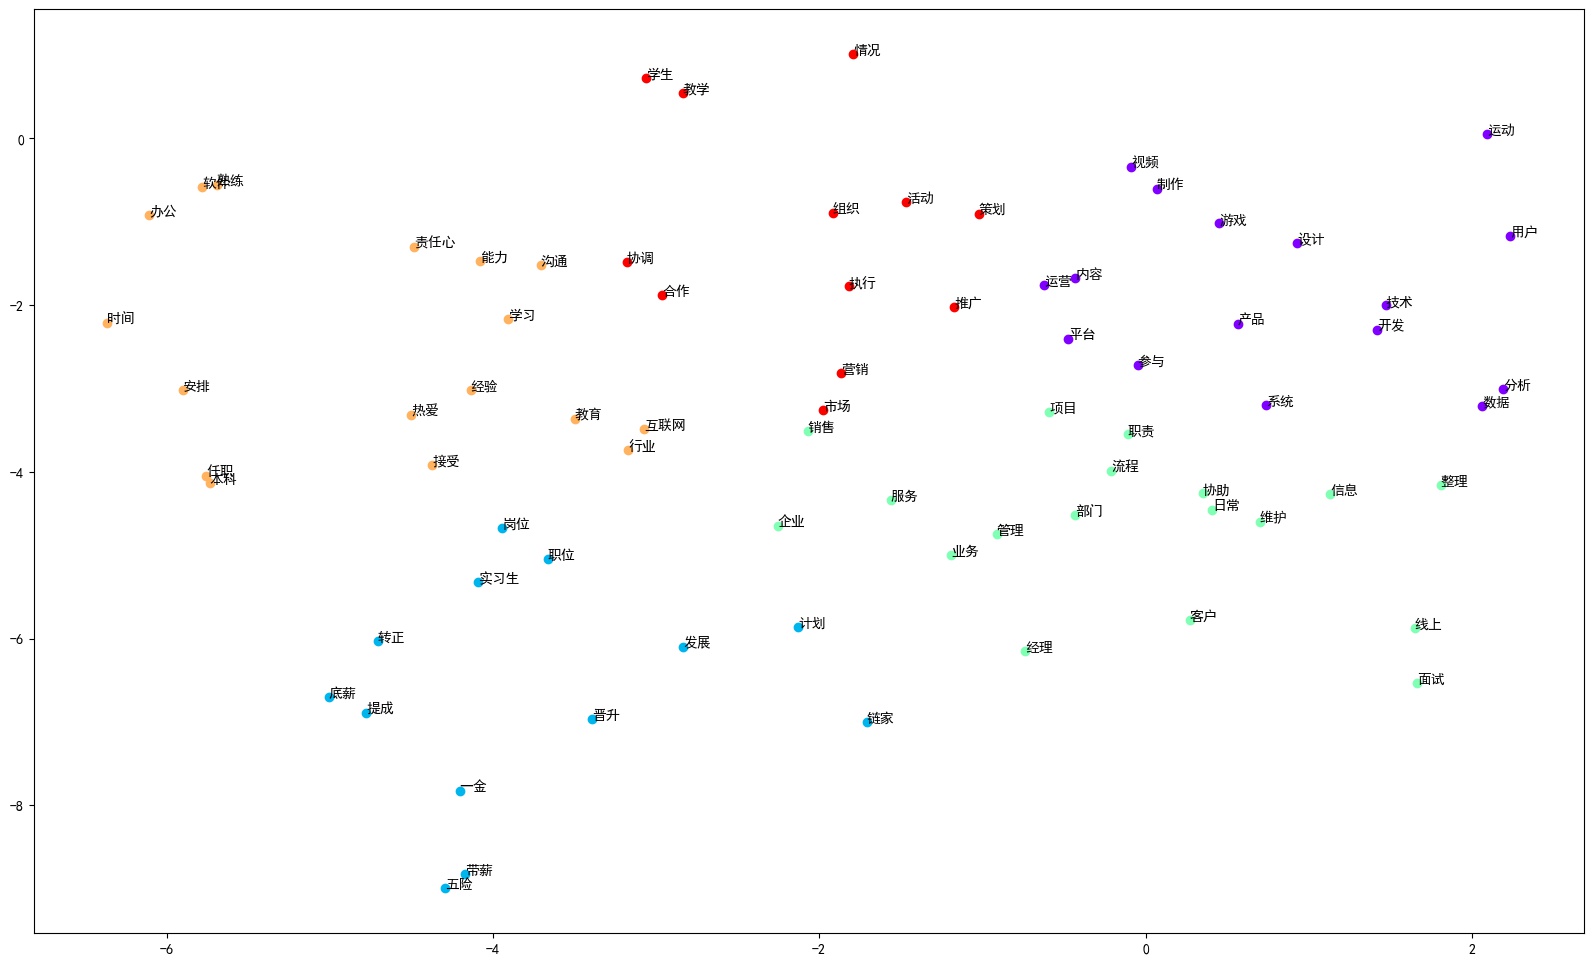 情况
学生
教学
0
运动
视频
软件
熟练
制作
办公
组织
活动
策划
游戏
用户
责任心
设计
能力
沟通
协调
运营
内容
合作
执行
−2
时间
学习
推广
技术
产品
开发
平台
参与
安排
经验
营销
分析
热爱
教育
市场
项目
系统
数据
互联网
销售
职责
行业
−4
任职
本科
接受
流程
整理
协助
信息
服务
日常
岗位
企业
部门
维护
职位
管理
业务
实习生
−6
转正
发展
计划
经理
客户
线上
底薪
提成
晋升
链家
面试
−8
一金
带薪
五险
−6
−4
−2
0
2